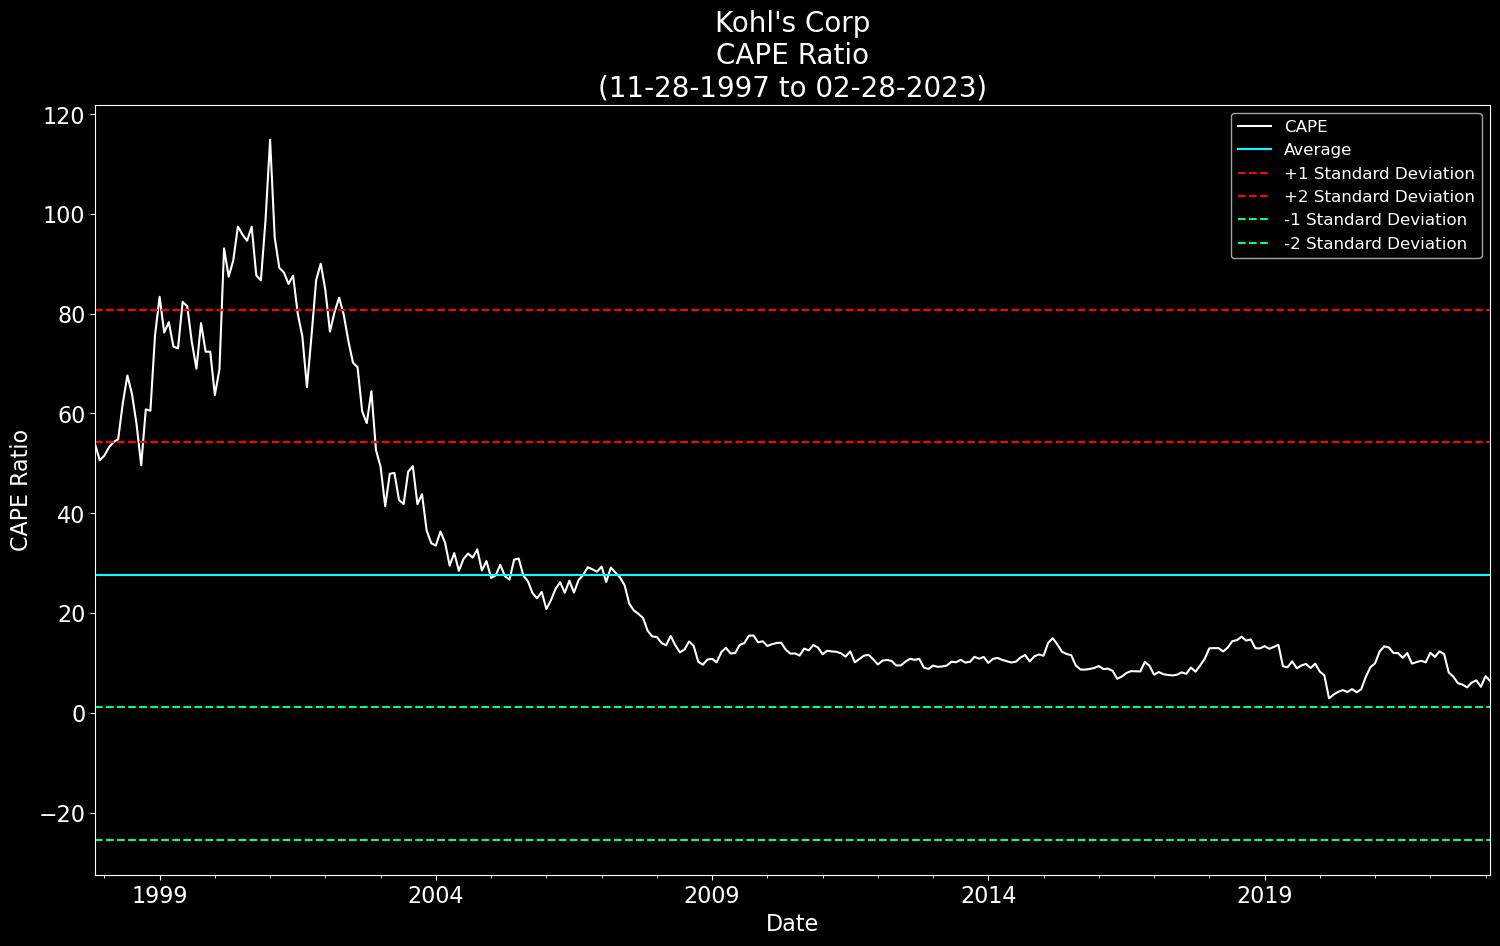 Kohl's Corp
CAPE Ratio
(11-28-1997 to 02-28-2023)
CAPE
Average
+1 Standard Deviation
+2 Standard Deviation
-1 Standard Deviation
-2 Standard Deviation
CAPE Ratio
120
100
80
60
40
20
0
−20
1999
2004
2009
2014
2019
Date